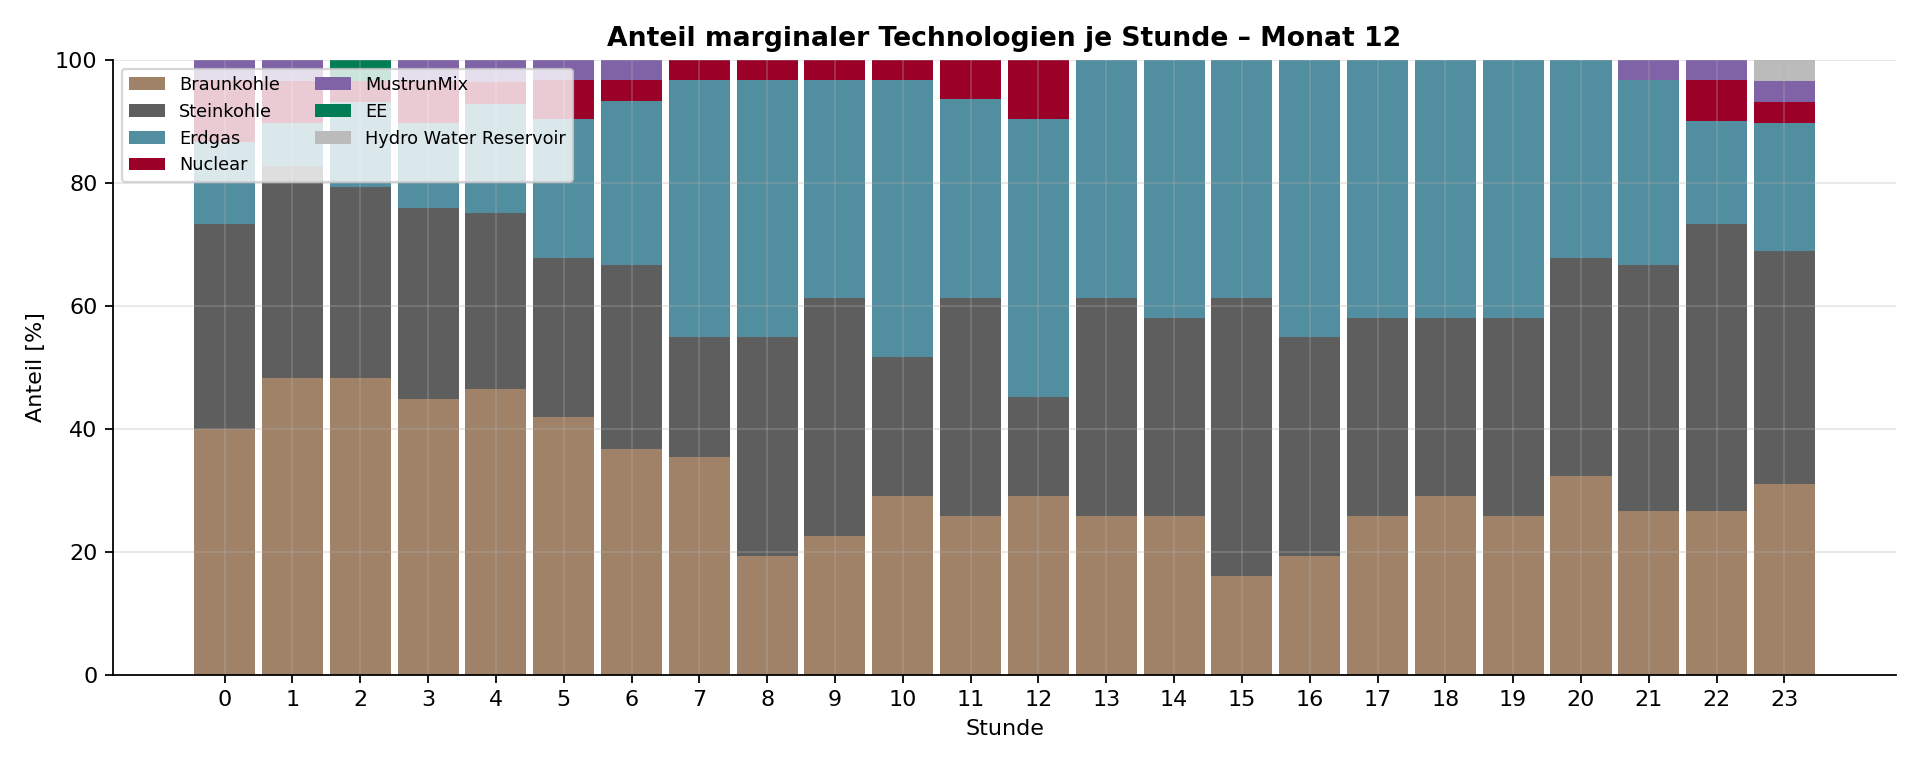 Anteil marginaler Technologien je Stunde – Monat 12
Anteil [%]
100
80
60
40
20
0
Braunkohle
Steinkohle
Erdgas
Nuclear
MustrunMix
EE
Hydro Water Reservoir
0 1 2 3 4 5 6 7 8 9 10 11 12 13 14 15 16 17 18 19 20 21 22 23
Stunde